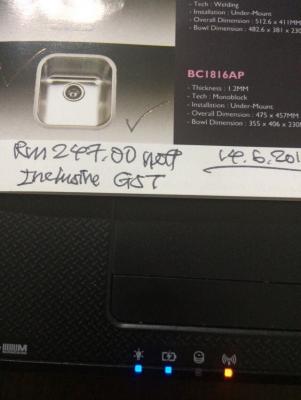 - Tech : Welding
- Installation : Under-Mount
- Overall Dimension : 512.6 x 411MM
- Bowl Dimension : 482.6 x 381 x 230
BC1816AP
- Thickness : 1.2MM
- Tech : Monoblock
- Installation : Under-Mount
- Overall Dimension : 475 x 457MM
- Bowl Dimension : 355 x 406 x 230
RM 247.00 nett
Inclusive GST
14.6.201